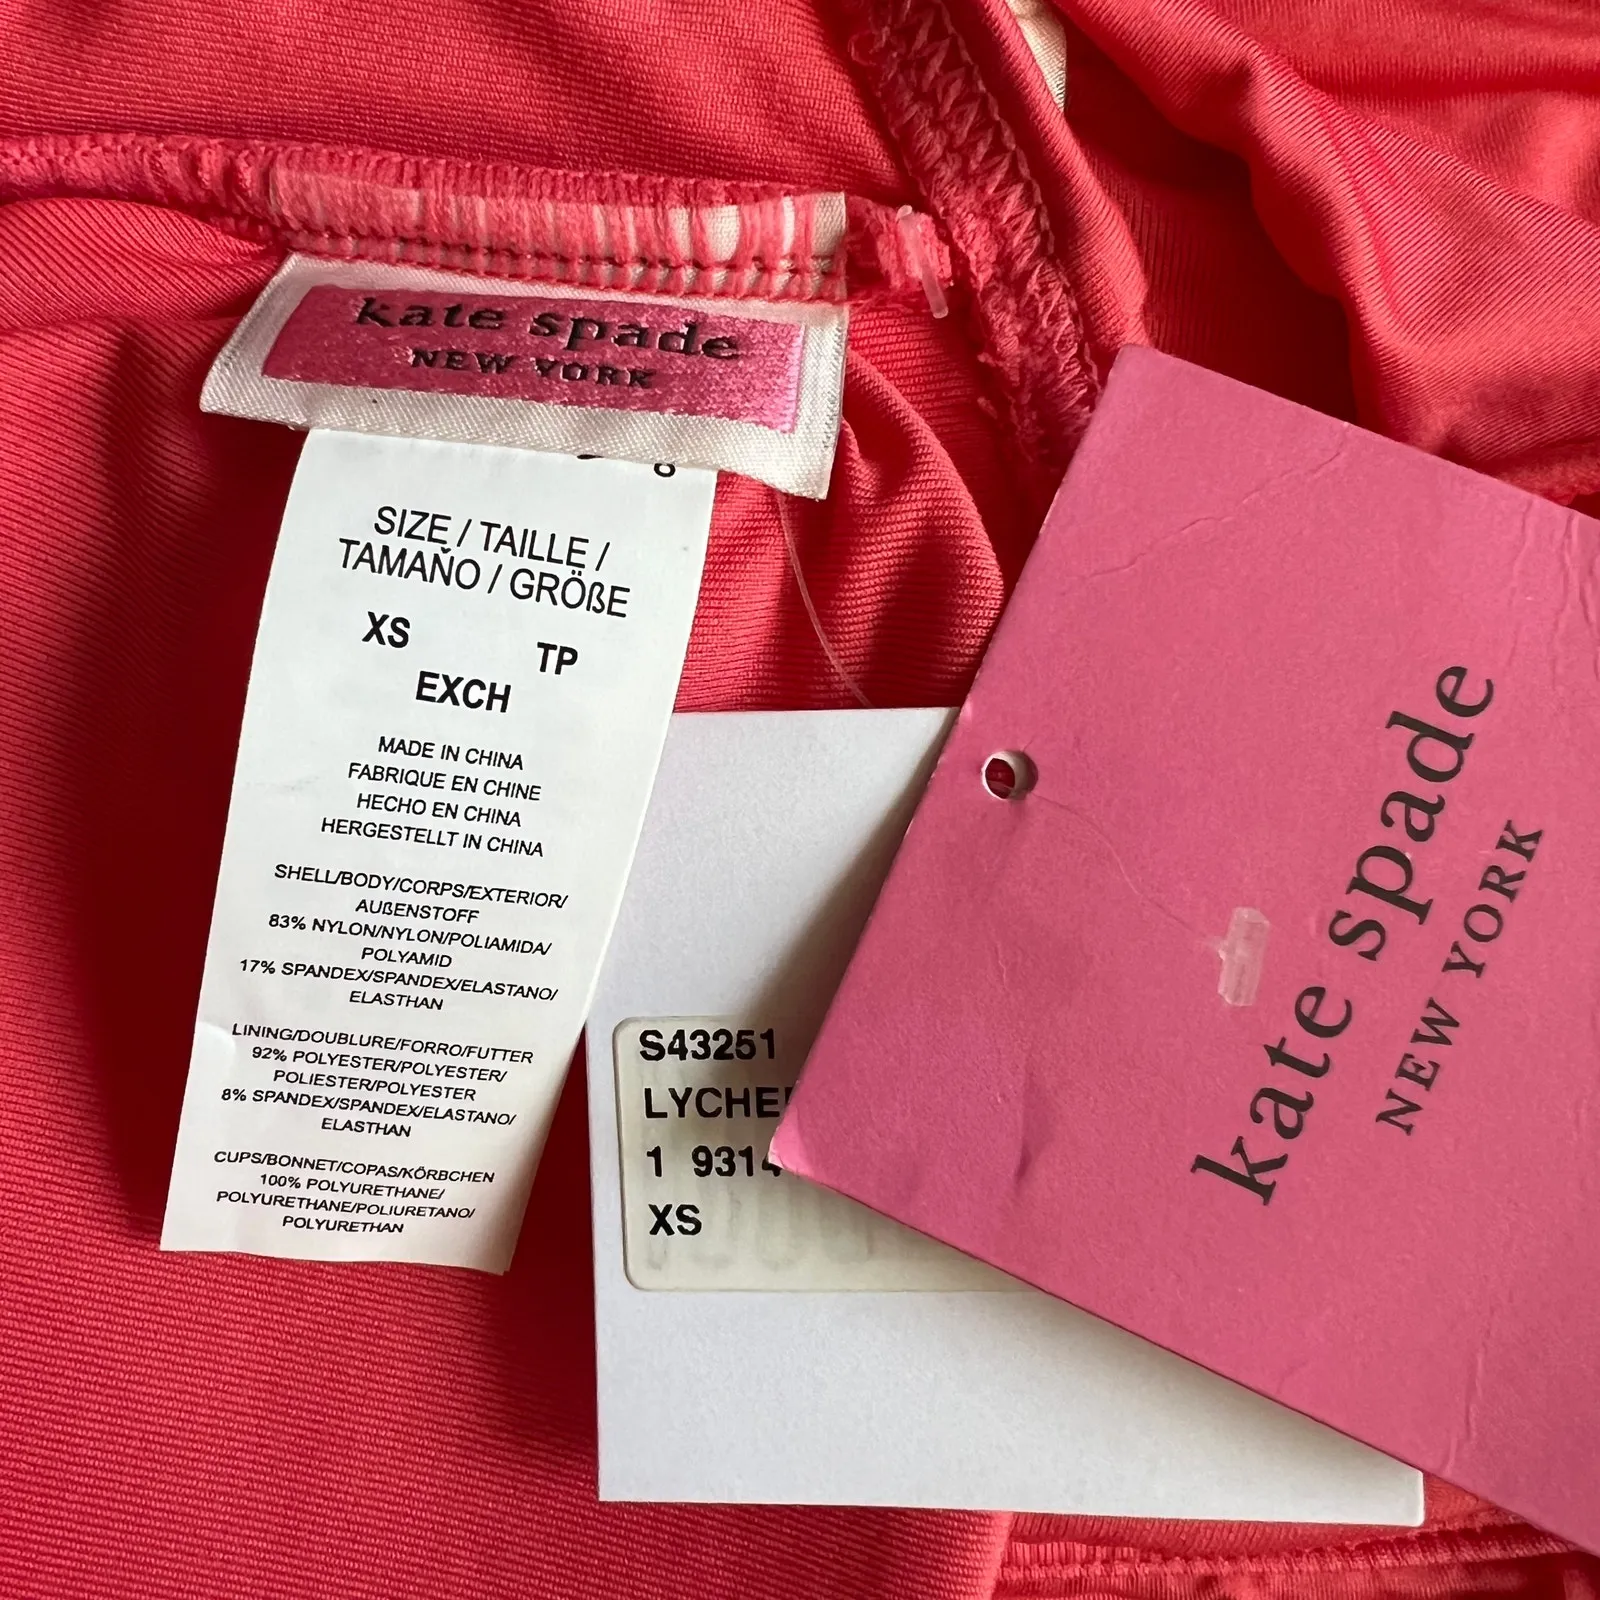 kate spade
NEW YORK
SIZE / TAILLE /
TAMAÑO / GRÖßE
XS TP
EXCH
MADE IN CHINA
FABRIQUE EN CHINE
HECHO EN CHINA
HERGESTELLT IN CHINA
SHELL/BODY/CORPS/EXTERIOR/
AUßENSTOFF
83% NYLON/NYLON/POLIAMIDA/
POLYAMID
17% SPANDEX/SPANDEX/ELASTANO/
ELASTHAN
LINING/DOUBLURE/FORRO/FUTTER
92% POLYESTER/POLYESTER/
POLIESTER/POLYESTER
8% SPANDEX/SPANDEX/ELASTANO/
ELASTHAN
CUPS/BONNET/COPAS/KÖRBCHEN
100% POLYURETHANE/
POLYURETHANE/POLIURETANO/
POLYURETHAN
S43251
LYCHE
1 9314
XS
kate spade
NEW YORK